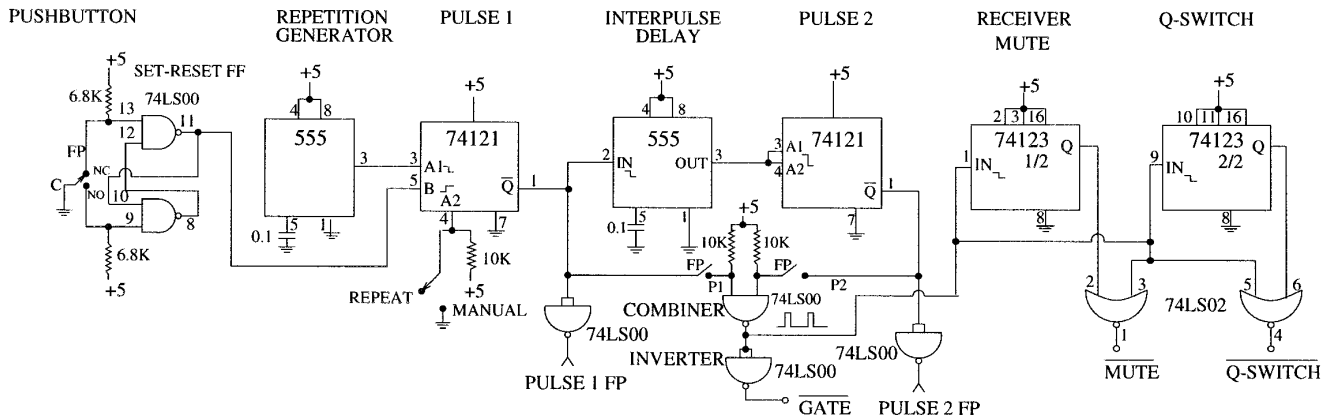 PUSHBUTTON
REPETITION
GENERATOR
PULSE 1
INTERPULSE
DELAY
PULSE 2
RECEIVER
MUTE
Q-SWITCH
+5
SET-RESET FF
6.8K
74LS00
13
12
11
FP
NC
C
NO
10
9
8
6.8K
+5
+5
4
8
555
3
5
1
0.1
+5
74121
3
A1
5
B
A2
Q
1
4
7
10K
+5
REPEAT
MANUAL
+5
4
8
555
2
IN
OUT
3
5
1
0.1
+5
74121
3
A1
4
A2
Q
1
7
+5
10K
10K
FP
FP
P1
P2
74LS00
COMBINER
INVERTER
74LS00
GATE
74LS00
PULSE 1 FP
74LS00
PULSE 2 FP
+5
2
3
16
74123
1/2
1
IN
Q
8
+5
10
11
16
74123
2/2
9
IN
Q
8
2
3
74LS02
5
6
1
4
MUTE
Q-SWITCH